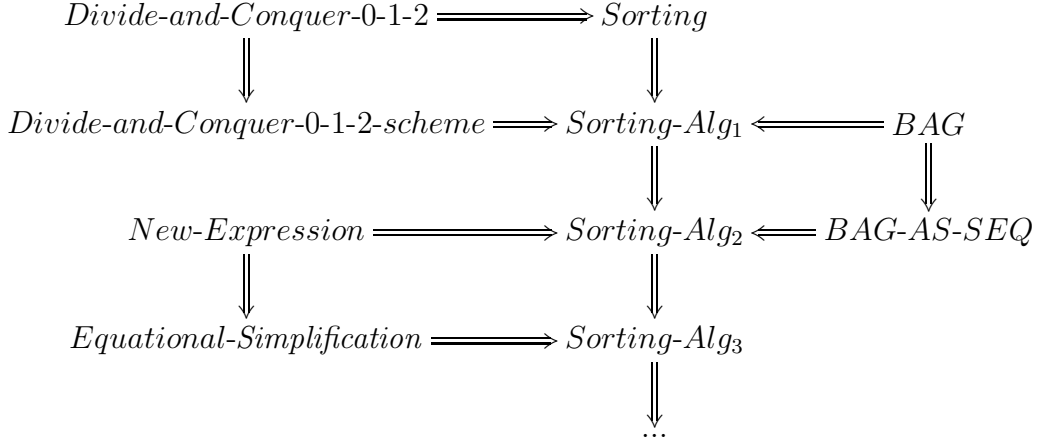 Divide-and-Conquer-0-1-2 Sorting
Divide-and-Conquer-0-1-2-scheme Sorting-Alg₁ BAG
New-Expression Sorting-Alg₂ BAG-AS-SEQ
Equational-Simplification Sorting-Alg₃
...